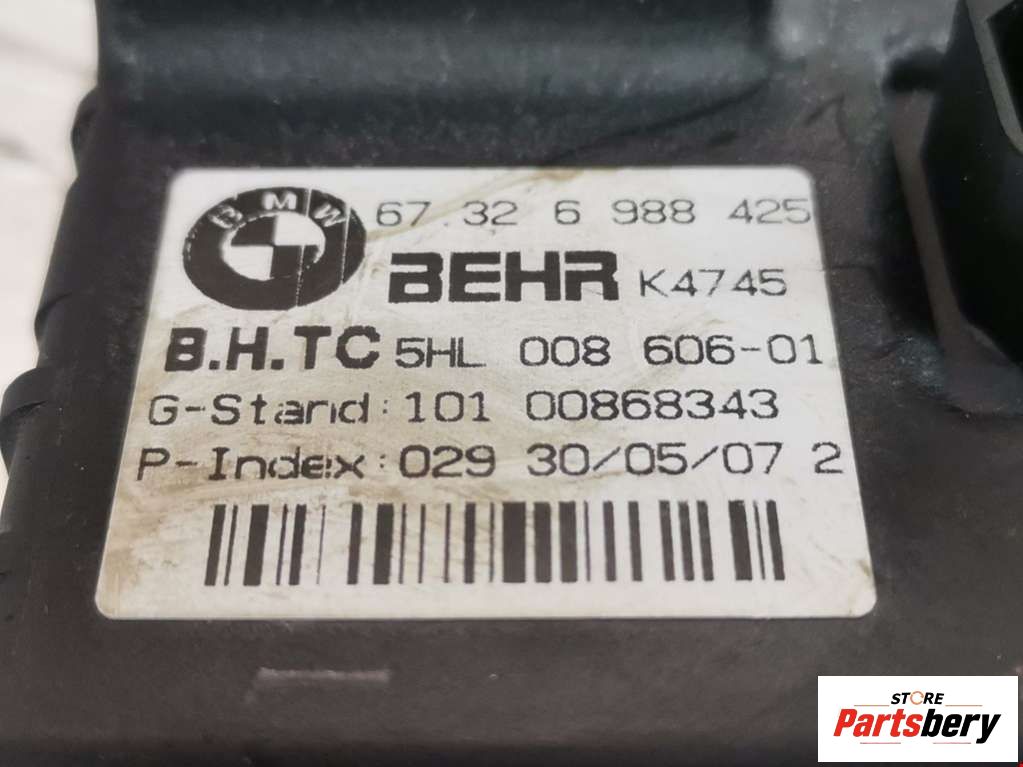 BMW 67.32 6 988 425
BEHR K4745
B.H.TC 5HL 008 606-01
G-Stand:101 00868343
P-Index:029 30/05/07 2
STORE
Partsbery